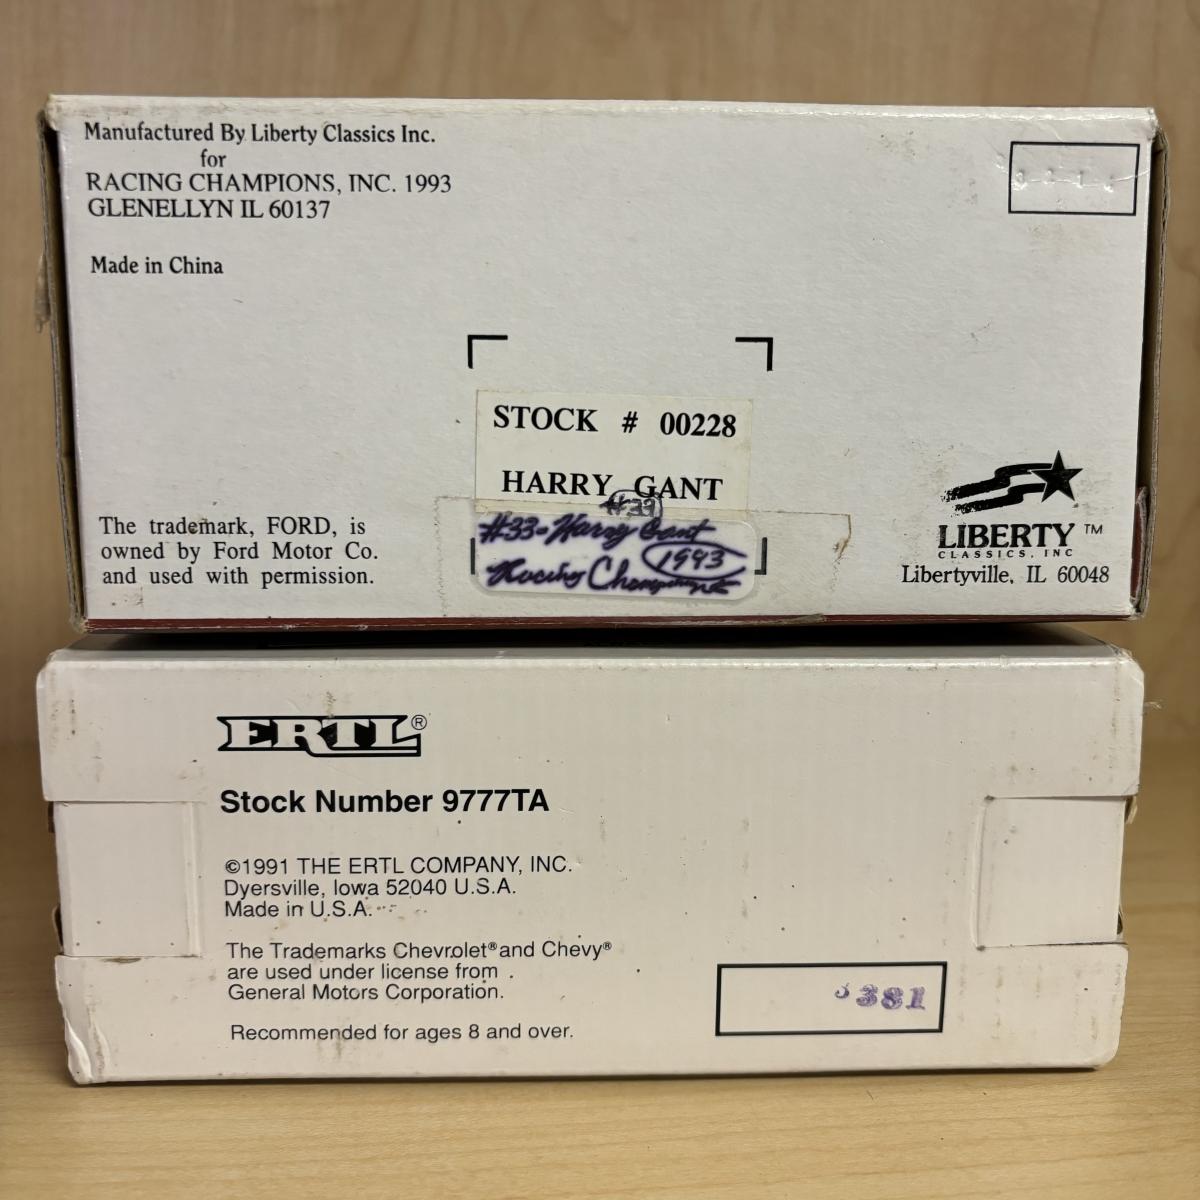 Manufactured By Liberty Classics Inc.
for
RACING CHAMPIONS, INC. 1993
GLENELLYN IL 60137
Made in China
STOCK # 00228
HARRY GANT
#33
#33- Harry Gant
1993
Racing Champions
The trademark, FORD, is
owned by Ford Motor Co.
and used with permission.
LIBERTY ™
CLASSICS, INC
Libertyville, IL 60048
ERTL®
Stock Number 9777TA
©1991 THE ERTL COMPANY, INC.
Dyersville, Iowa 52040 U.S.A.
Made in U.S.A.
The Trademarks Chevrolet® and Chevy®
are used under license from
General Motors Corporation.
Recommended for ages 8 and over.
381